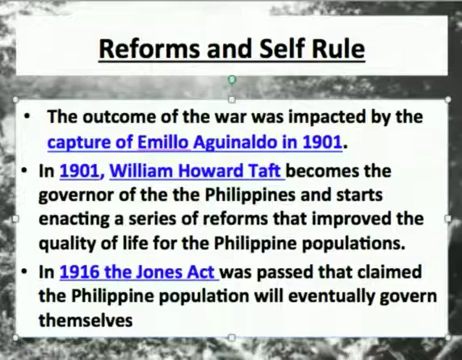 Reforms and Self Rule
• The outcome of the war was impacted by the
capture of Emillo Aguinaldo in 1901.
• In 1901, William Howard Taft becomes the
governor of the the Philippines and starts
enacting a series of reforms that improved the
quality of life for the Philippine populations.
• In 1916 the Jones Act was passed that claimed
the Philippine population will eventually govern
themselves